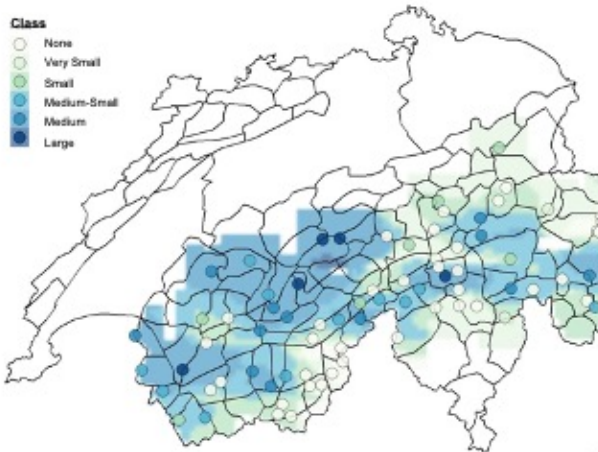 Class
None
Very Small
Small
Medium-Small
Medium
Large